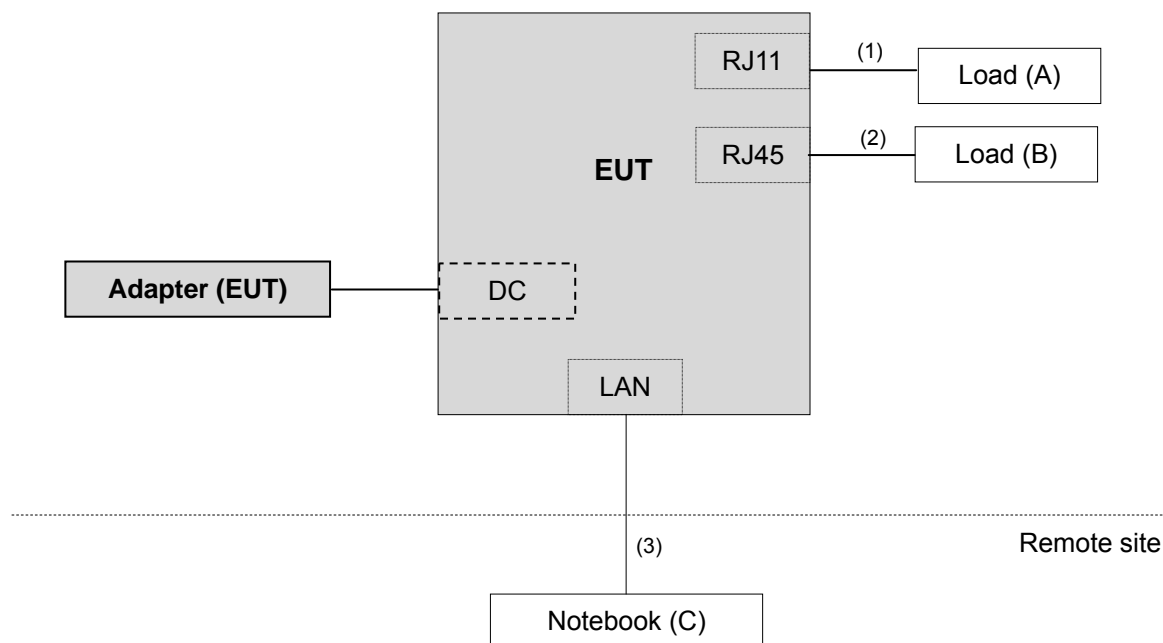 RJ11
(1)
Load (A)
RJ45
(2)
Load (B)
EUT
Adapter (EUT)
DC
LAN
(3)
Remote site
Notebook (C)